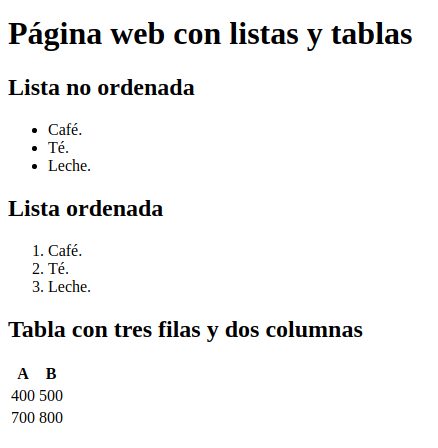 Página web con listas y tablas
Lista no ordenada
• Café.
• Té.
• Leche.
Lista ordenada
1. Café.
2. Té.
3. Leche.
Tabla con tres filas y dos columnas
A B
400 500
700 800